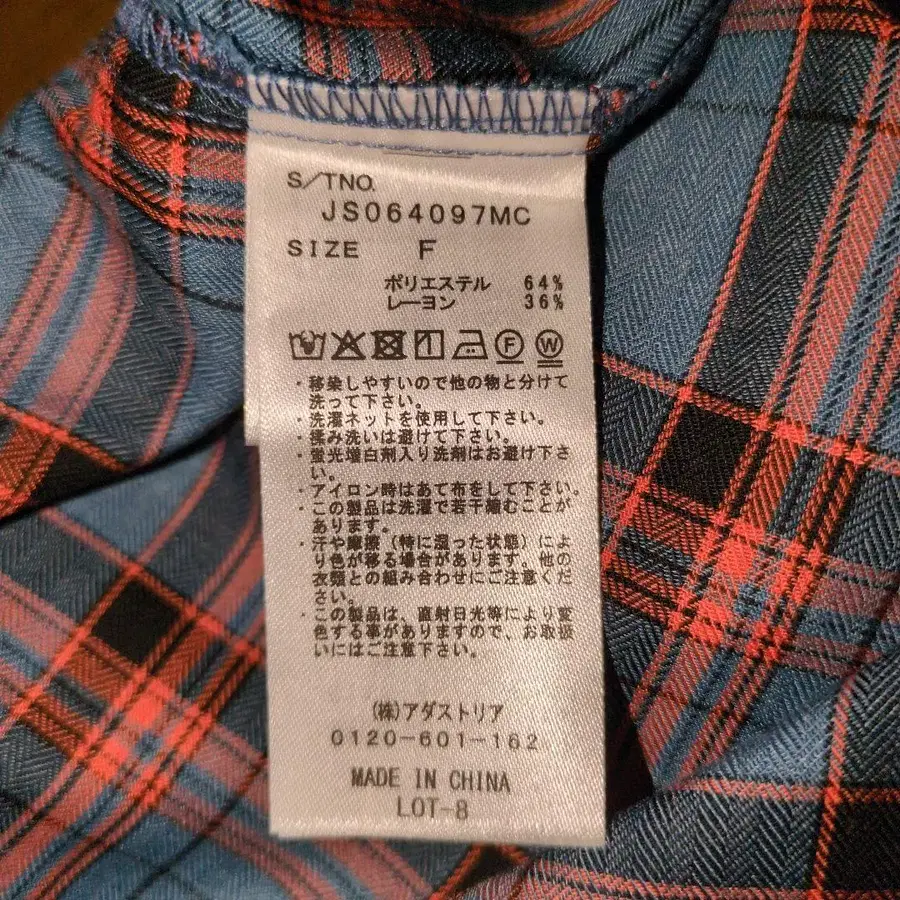 S/TNO.
JS064097MC
SIZE F
ポリエステル 64%
レーヨン 36%
F W
・移染しやすいので他の物と分けて
洗って下さい。
・洗濯ネットを使用して下さい。
・揉み洗いは避けて下さい。
・蛍光増白剤入り洗剤はお避け下さ
い。
・アイロン時はあて布をして下さい。
・この製品は洗濯で若干縮むことが
あります。
・汗や摩擦（特に湿った状態）によ
り色が移る場合があります。他の
衣類との組み合わせにご注意くださ
い。
・この製品は、直射日光等により変
色する事がありますので、お取扱
いにはご注意下さい。
(株)アダストリア
0120-601-162
MADE IN CHINA
LOT-8